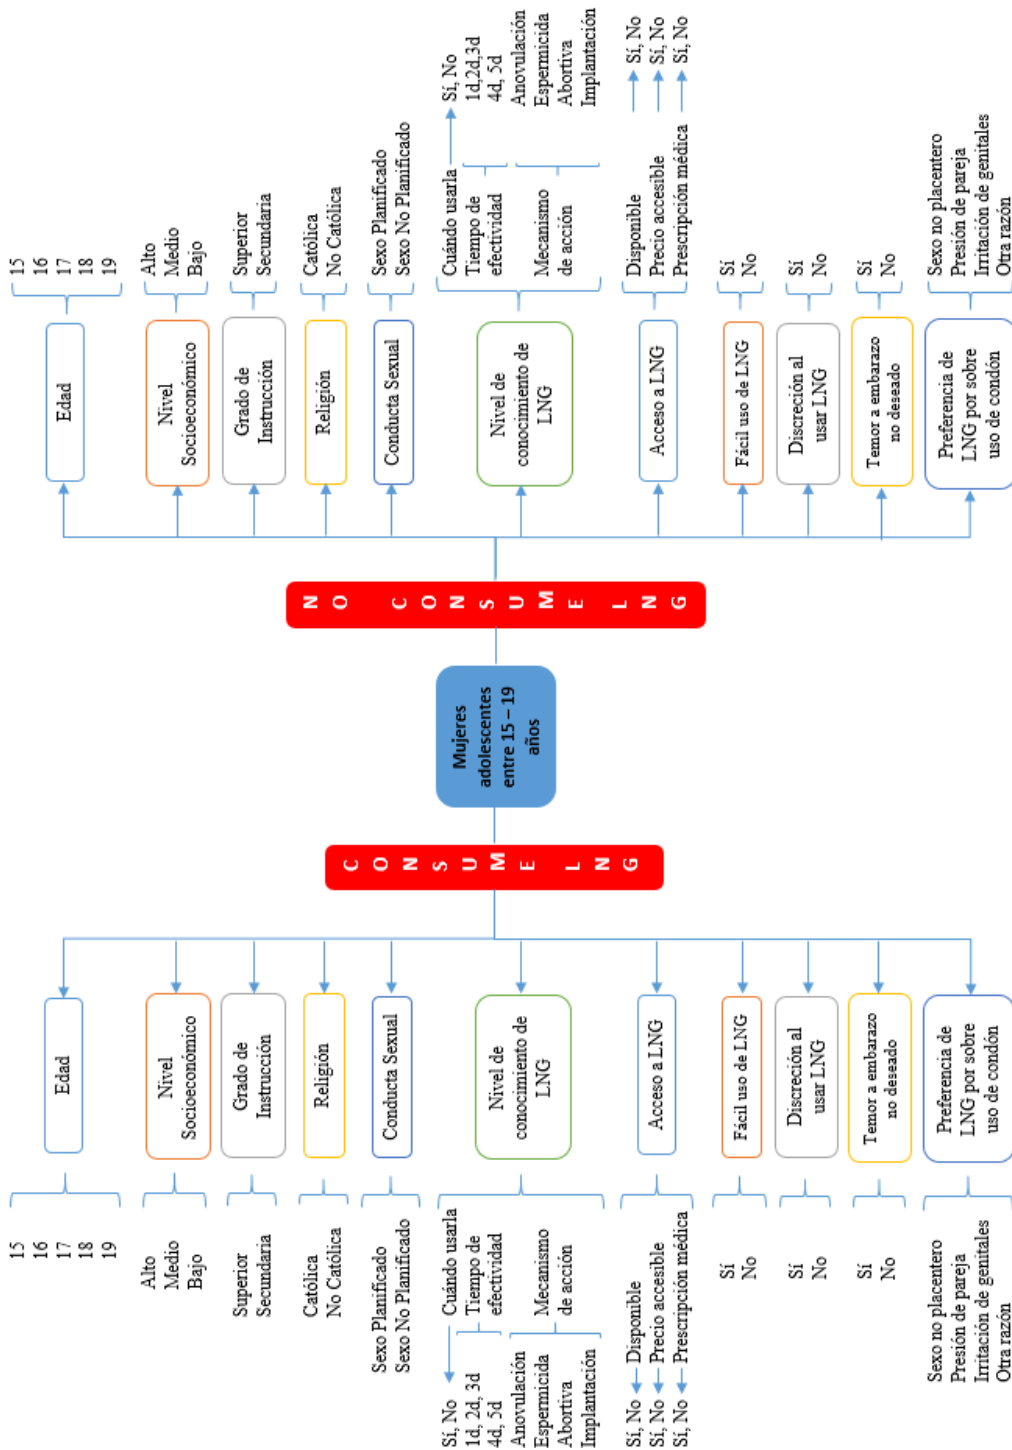 15
16
17
18
19
Alto
Medio
Bajo
Superior
Secundaria
Católica
No Católica
Sexo Planificado
Sexo No Planificado
Sí, No
1d, 2d, 3d
4d, 5d
Anovulación
Espermicida
Abortiva
Implantación
Cuándo usarla
Tiempo de
efectividad
Mecanismo
de acción
Sí, No
Sí, No
Sí, No
Disponible
Precio accesible
Prescripción médica
Sí
No
Sí
No
Sí
No
Sexo no placentero
Presión de pareja
Irritación de genitales
Otra razón
Edad
Nivel
Socioeconómico
Grado de
Instrucción
Religión
Conducta Sexual
Nivel de
conocimiento de
LNG
Acceso a LNG
Fácil uso de LNG
Discreción al
usar LNG
Temor a embarazo
no deseado
Preferencia de
LNG por sobre
uso de condón
CONSUME LNG
Mujeres
adolescentes
entre 15 – 19
años
NO CONSUME LNG
Edad
Nivel
Socioeconómico
Grado de
Instrucción
Religión
Conducta Sexual
Nivel de
conocimiento de
LNG
Acceso a LNG
Fácil uso de LNG
Discreción al
usar LNG
Temor a embarazo
no deseado
Preferencia de
LNG por sobre
uso de condón
15
16
17
18
19
Alto
Medio
Bajo
Superior
Secundaria
Católica
No Católica
Sexo Planificado
Sexo No Planificado
Cuándo usarla
Tiempo de
efectividad
Mecanismo
de acción
Sí, No
1d,2d,3d
4d, 5d
Anovulación
Espermicida
Abortiva
Implantación
Disponible
Precio accesible
Prescripción médica
Sí, No
Sí, No
Sí, No
Sí
No
Sí
No
Sí
No
Sexo no placentero
Presión de pareja
Irritación de genitales
Otra razón